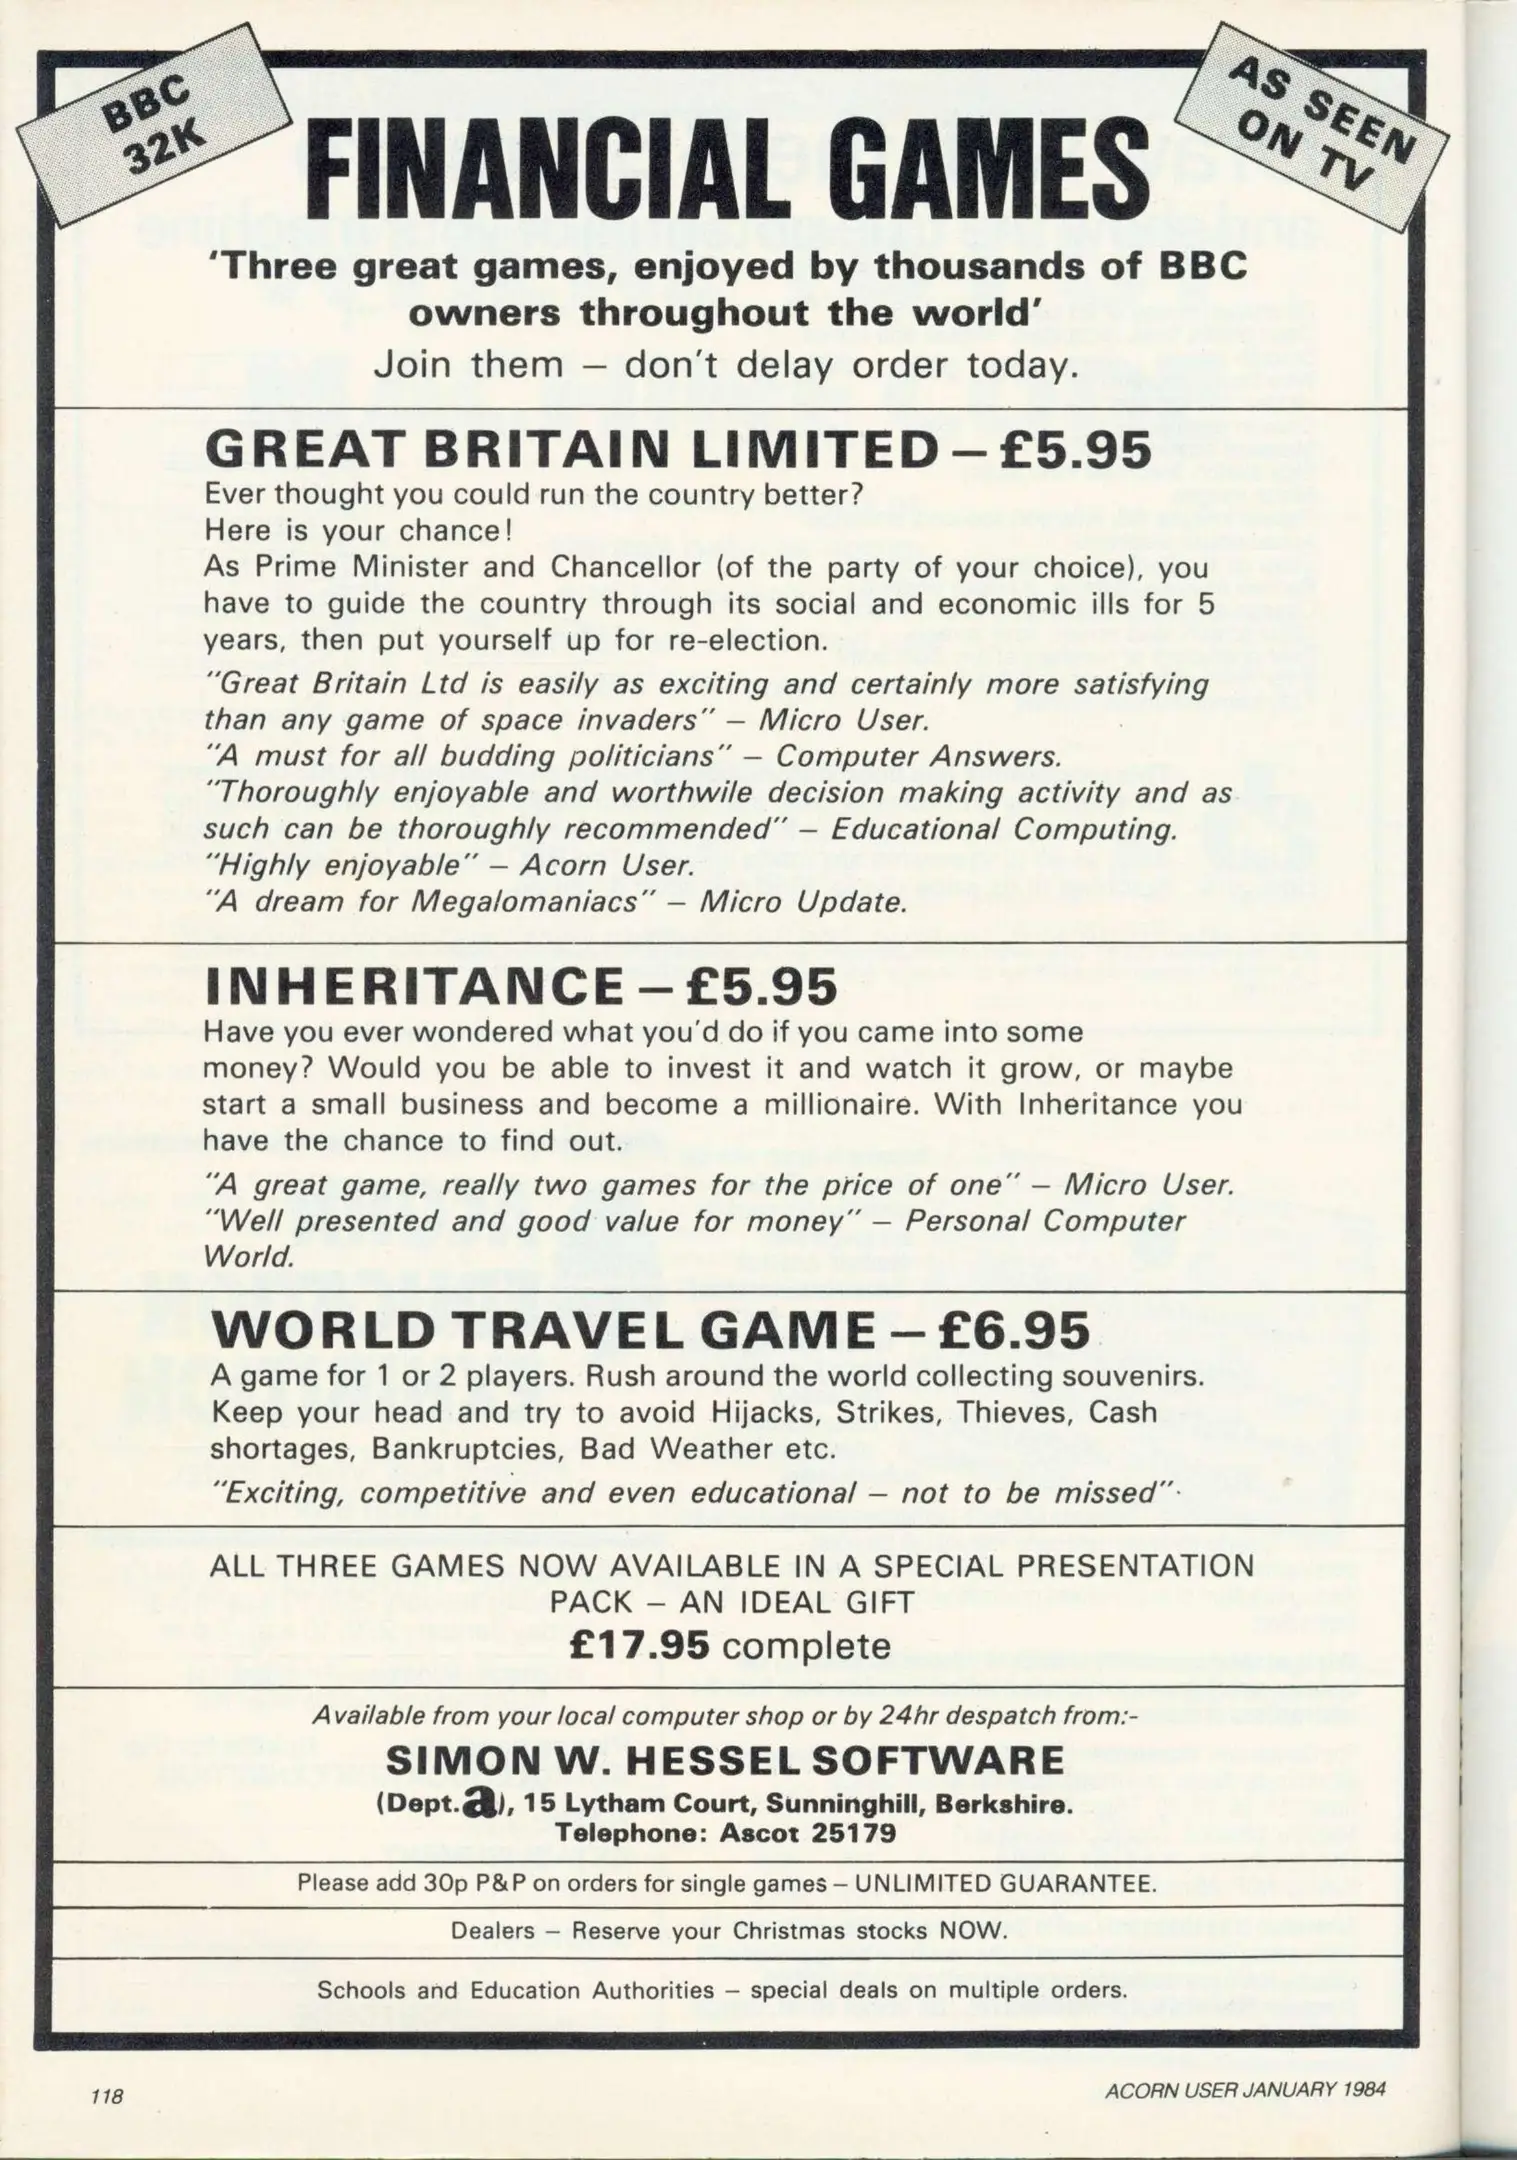 BBC
32K
AS SEEN
ON TV
FINANCIAL GAMES
‘Three great games, enjoyed by thousands of BBC
owners throughout the world’
Join them – don't delay order today.
GREAT BRITAIN LIMITED – £5.95
Ever thought you could run the country better?
Here is your chance!
As Prime Minister and Chancellor (of the party of your choice), you
have to guide the country through its social and economic ills for 5
years, then put yourself up for re-election.
"Great Britain Ltd is easily as exciting and certainly more satisfying
than any game of space invaders" – Micro User.
"A must for all budding politicians" – Computer Answers.
"Thoroughly enjoyable and worthwile decision making activity and as
such can be thoroughly recommended" – Educational Computing.
"Highly enjoyable" – Acorn User.
"A dream for Megalomaniacs" – Micro Update.
INHERITANCE – £5.95
Have you ever wondered what you'd do if you came into some
money? Would you be able to invest it and watch it grow, or maybe
start a small business and become a millionaire. With Inheritance you
have the chance to find out.
"A great game, really two games for the price of one" – Micro User.
"Well presented and good value for money" – Personal Computer
World.
WORLD TRAVEL GAME – £6.95
A game for 1 or 2 players. Rush around the world collecting souvenirs.
Keep your head and try to avoid Hijacks, Strikes, Thieves, Cash
shortages, Bankruptcies, Bad Weather etc.
"Exciting, competitive and even educational – not to be missed".
ALL THREE GAMES NOW AVAILABLE IN A SPECIAL PRESENTATION
PACK – AN IDEAL GIFT
£17.95 complete
Available from your local computer shop or by 24hr despatch from:-
SIMON W. HESSEL SOFTWARE
(Dept.a), 15 Lytham Court, Sunninghill, Berkshire.
Telephone: Ascot 25179
Please add 30p P&P on orders for single games – UNLIMITED GUARANTEE.
Dealers – Reserve your Christmas stocks NOW.
Schools and Education Authorities – special deals on multiple orders.
118
ACORN USER JANUARY 1984